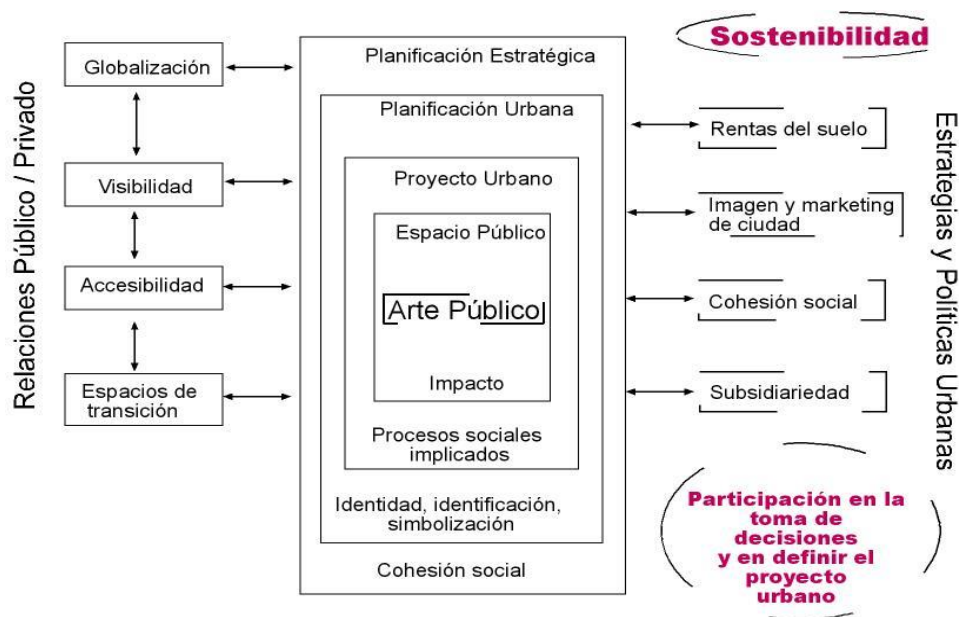 Relaciones Público / Privado
Globalización
Visibilidad
Accesibilidad
Espacios de
transición
Planificación Estratégica
Planificación Urbana
Proyecto Urbano
Espacio Público
Arte Público
Impacto
Procesos sociales
implicados
Identidad, identificación,
simbolización
Cohesión social
Sostenibilidad
Rentas del suelo
Imagen y marketing
de ciudad
Cohesión social
Subsidiariedad
Participación en la
toma de
decisiones
y en definir el
proyecto
urbano
Estrategias y Políticas Urbanas